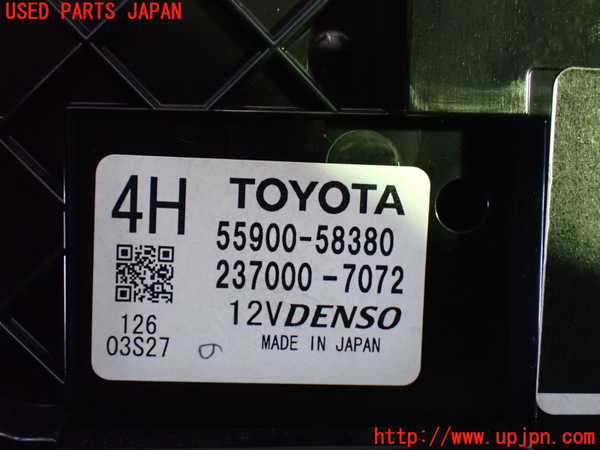 USED PARTS JAPAN
4H TOYOTA
55900-58380
237000-7072
12V DENSO
126
03S27
MADE IN JAPAN
http://www.upjpn.com